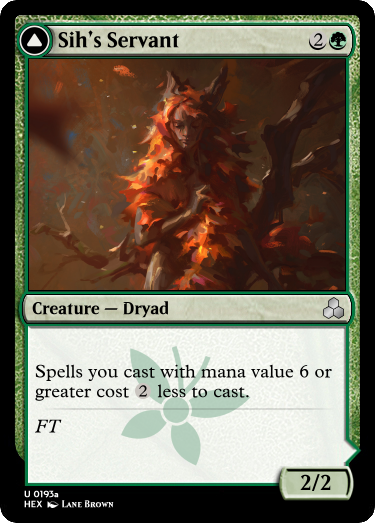 Sih's Servant 2
Creature — Dryad
Spells you cast with mana value 6 or
greater cost 2 less to cast.
FT
2/2
U 0193a
HEX Lane Brown